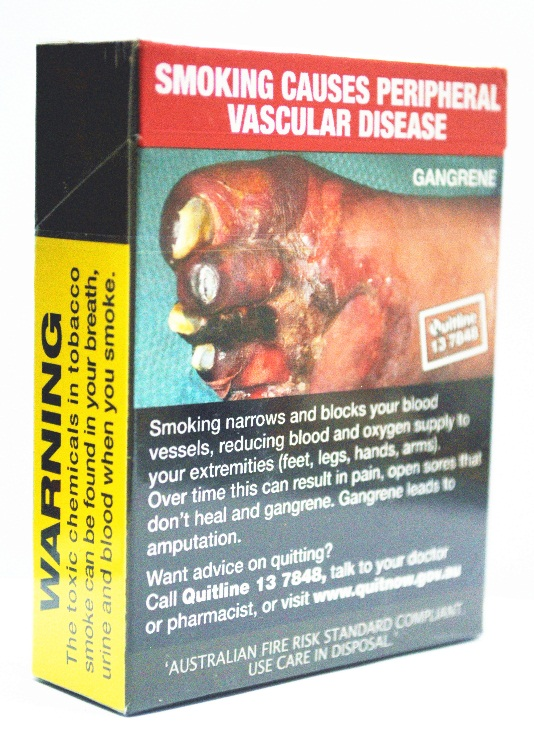 SMOKING CAUSES PERIPHERAL
VASCULAR DISEASE
GANGRENE
Quitline
13 7848
Smoking narrows and blocks your blood
vessels, reducing blood and oxygen supply to
your extremities (feet, legs, hands, arms).
Over time this can result in pain, open sores that
don't heal and gangrene. Gangrene leads to
amputation.
Want advice on quitting?
Call Quitline 13 7848, talk to your doctor
or pharmacist, or visit www.quitnow.gov.au
'AUSTRALIAN FIRE RISK STANDARD COMPLIANT.
USE CARE IN DISPOSAL.'
WARNING
The toxic chemicals in tobacco
smoke can be found in your breath,
urine and blood when you smoke.